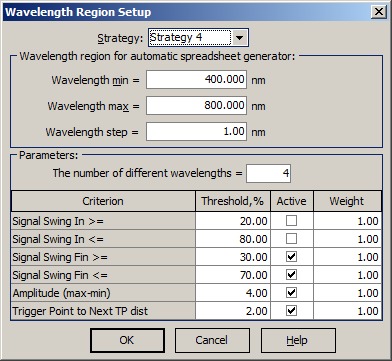 Wavelength Region Setup
Strategy: Strategy 4
Wavelength region for automatic spreadsheet generator:
Wavelength min = 400.000 nm
Wavelength max = 800.000 nm
Wavelength step = 1.00 nm
Parameters:
The number of different wavelengths = 4
Criterion Threshold,% Active Weight
Signal Swing In >= 20.00 1.00
Signal Swing In <= 80.00 1.00
Signal Swing Fin >= 30.00 1.00
Signal Swing Fin <= 70.00 1.00
Amplitude (max-min) 4.00 1.00
Trigger Point to Next TP dist 2.00 1.00
OK Cancel Help